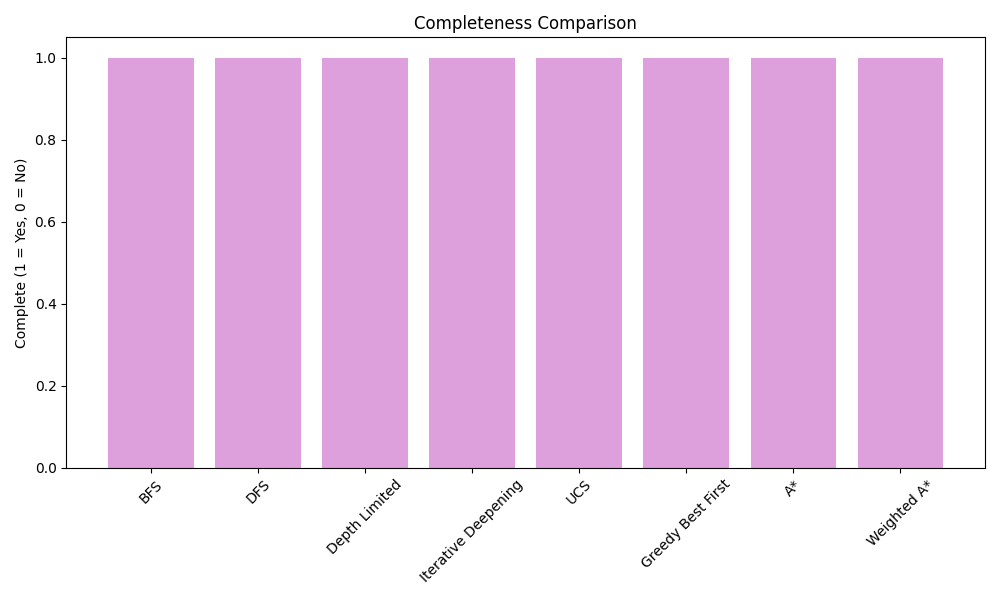 Completeness Comparison
Complete (1 = Yes, 0 = No)
1.0
0.8
0.6
0.4
0.2
0.0
BFS
DFS
Depth Limited
Iterative Deepening
UCS
Greedy Best First
A*
Weighted A*